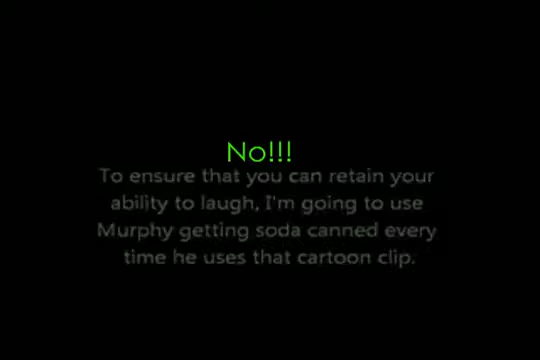 No!!!
To ensure that you can retain your
ability to laugh, I'm going to use
Murphy getting soda canned every
time he uses that cartoon clip.